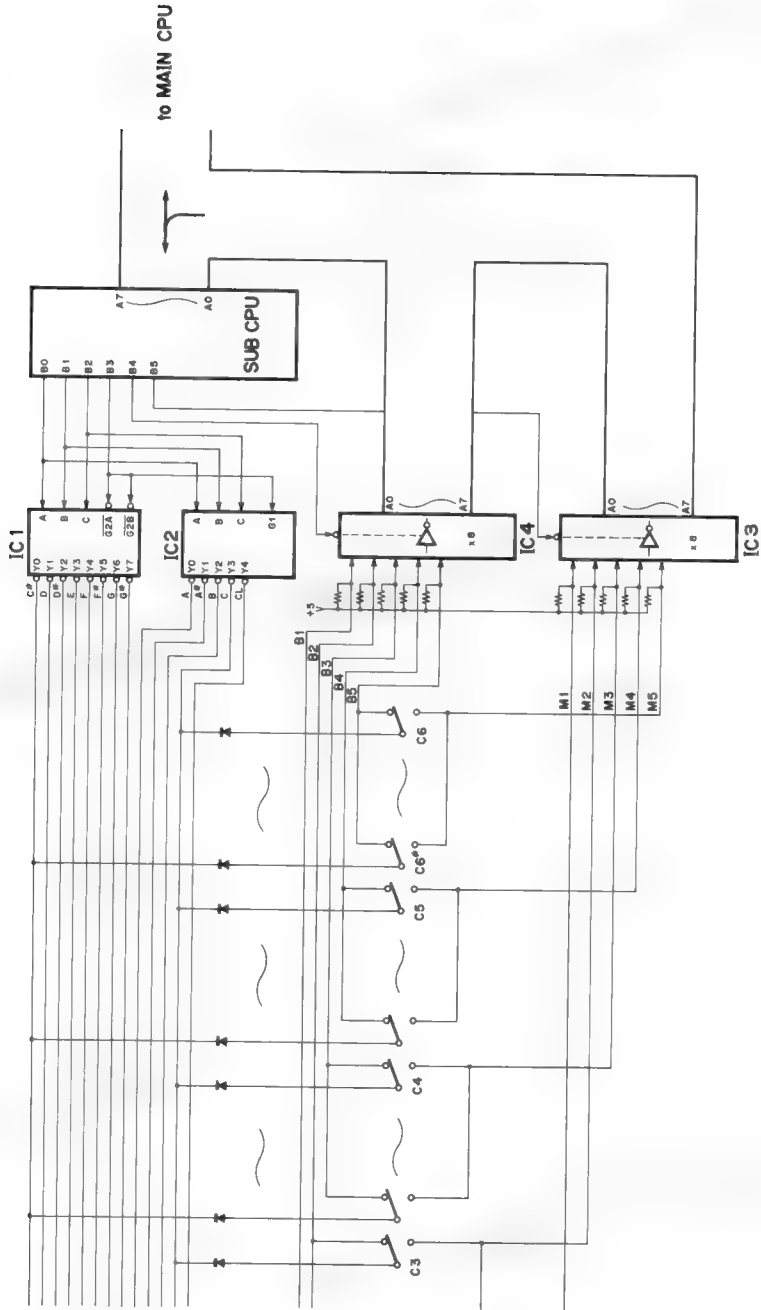 to MAIN CPU
SUB CPU
B0
B1
B2
B3
B4
B5
A7
A0
IC1
A
B
C
G2A
G2B
C# Y0
D Y1
D# Y2
E Y3
F Y4
F# Y5
G Y6
G# Y7
IC2
A
B
C
G1
A Y0
A# Y1
B Y2
C Y3
CL Y4
+5
B1
B2
B3
B4
B5
A0
A7
x 8
IC4
A0
A7
x 8
IC3
M1
M2
M3
M4
M5
C6
C6#
C5
C4
C3